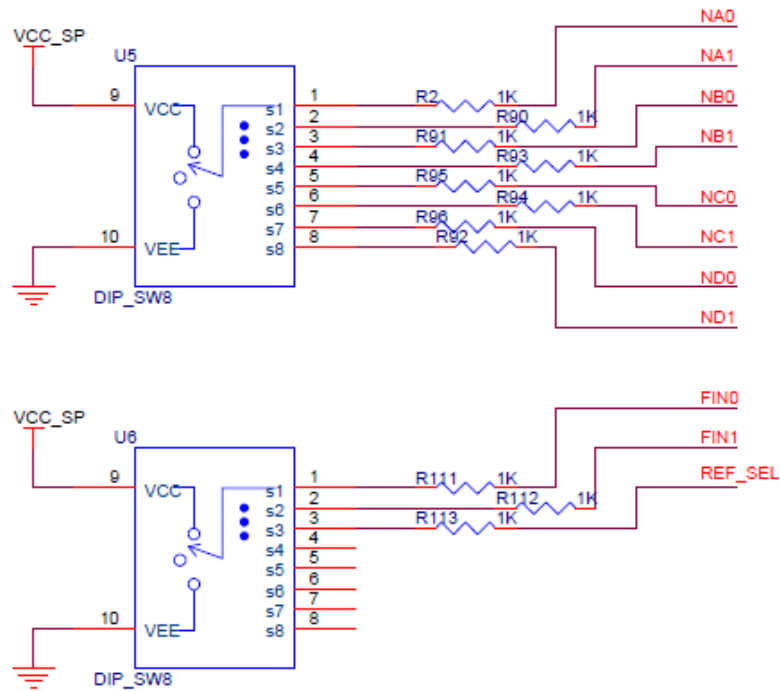 NA0
VCC_SP
U5
NA1
9 VCC s1 1 R2 1K
NB0
s2 2 R90 1K
s3 3 R91 1K
NB1
s4 4 R93 1K
s5 5 R95 1K
NC0
s6 6 R94 1K
s7 7 R96 1K
NC1
10 VEE s8 8 R92 1K
ND0
DIP_SW8
ND1
FIN0
VCC_SP
U6
FIN1
REF_SEL
9 VCC s1 1 R111 1K
s2 2 R112 1K
s3 3 R113 1K
s4 4
s5 5
s6 6
s7 7
10 VEE s8 8
DIP_SW8